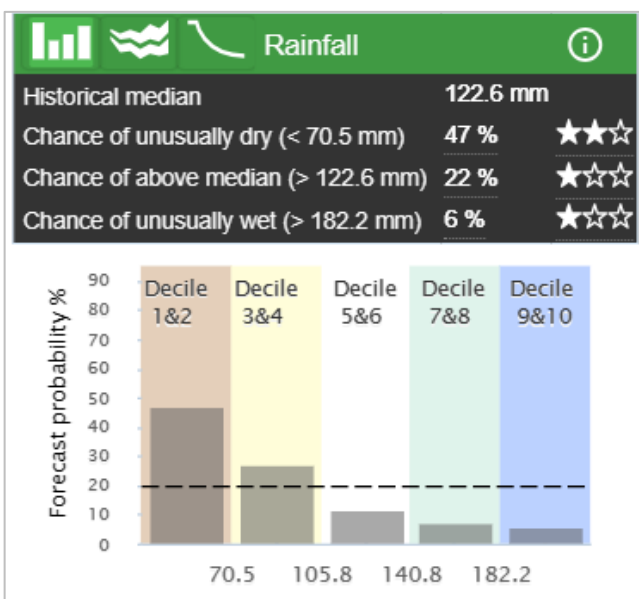 Rainfall
Historical median 122.6 mm
Chance of unusually dry (< 70.5 mm) 47 %
Chance of above median (> 122.6 mm) 22 %
Chance of unusually wet (> 182.2 mm) 6 %
Forecast probability %
90
80
70
60
50
40
30
20
10
0
Decile 1&2
Decile 3&4
Decile 5&6
Decile 7&8
Decile 9&10
70.5 105.8 140.8 182.2